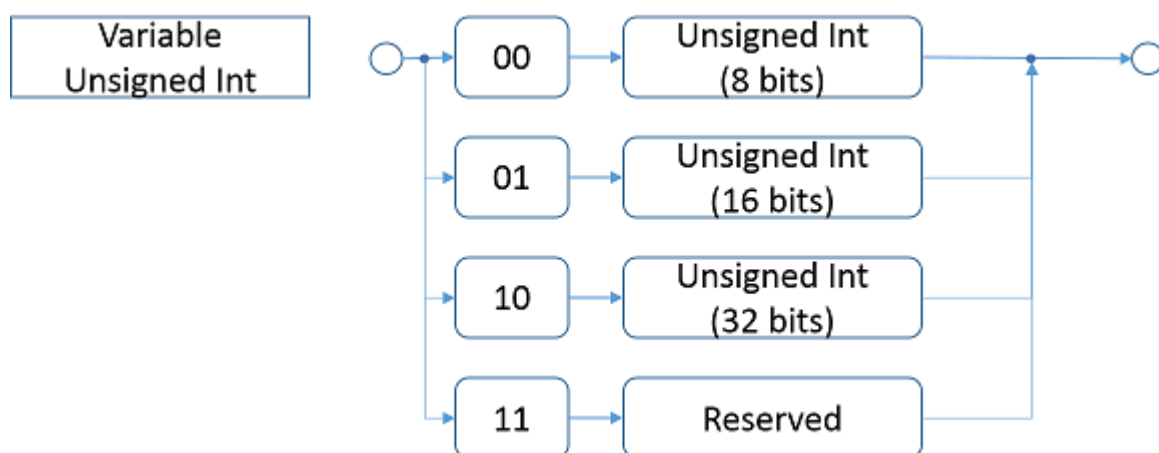 Variable
Unsigned Int
00
Unsigned Int
(8 bits)
01
Unsigned Int
(16 bits)
10
Unsigned Int
(32 bits)
11
Reserved